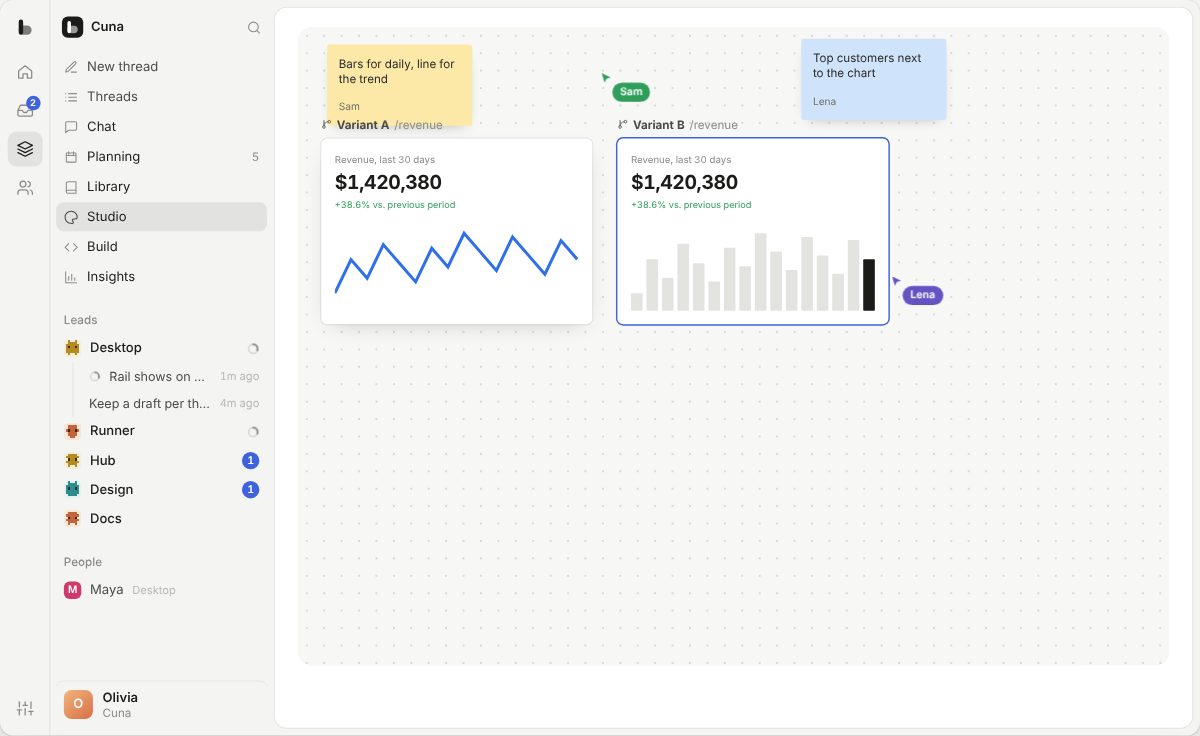 Cuna
New thread
2
Threads
Chat
Planning 5
Library
Studio
Build
Insights
Leads
Desktop
Rail shows on ... 1m ago
Keep a draft per th... 4m ago
Runner
Hub 1
Design 1
Docs
People
M Maya Desktop
O Olivia
Cuna
Bars for daily, line for
the trend
Sam
Sam
Top customers next
to the chart
Lena
Variant A /revenue
Revenue, last 30 days
$1,420,380
+38.6% vs. previous period
Variant B /revenue
Revenue, last 30 days
$1,420,380
+38.6% vs. previous period
Lena